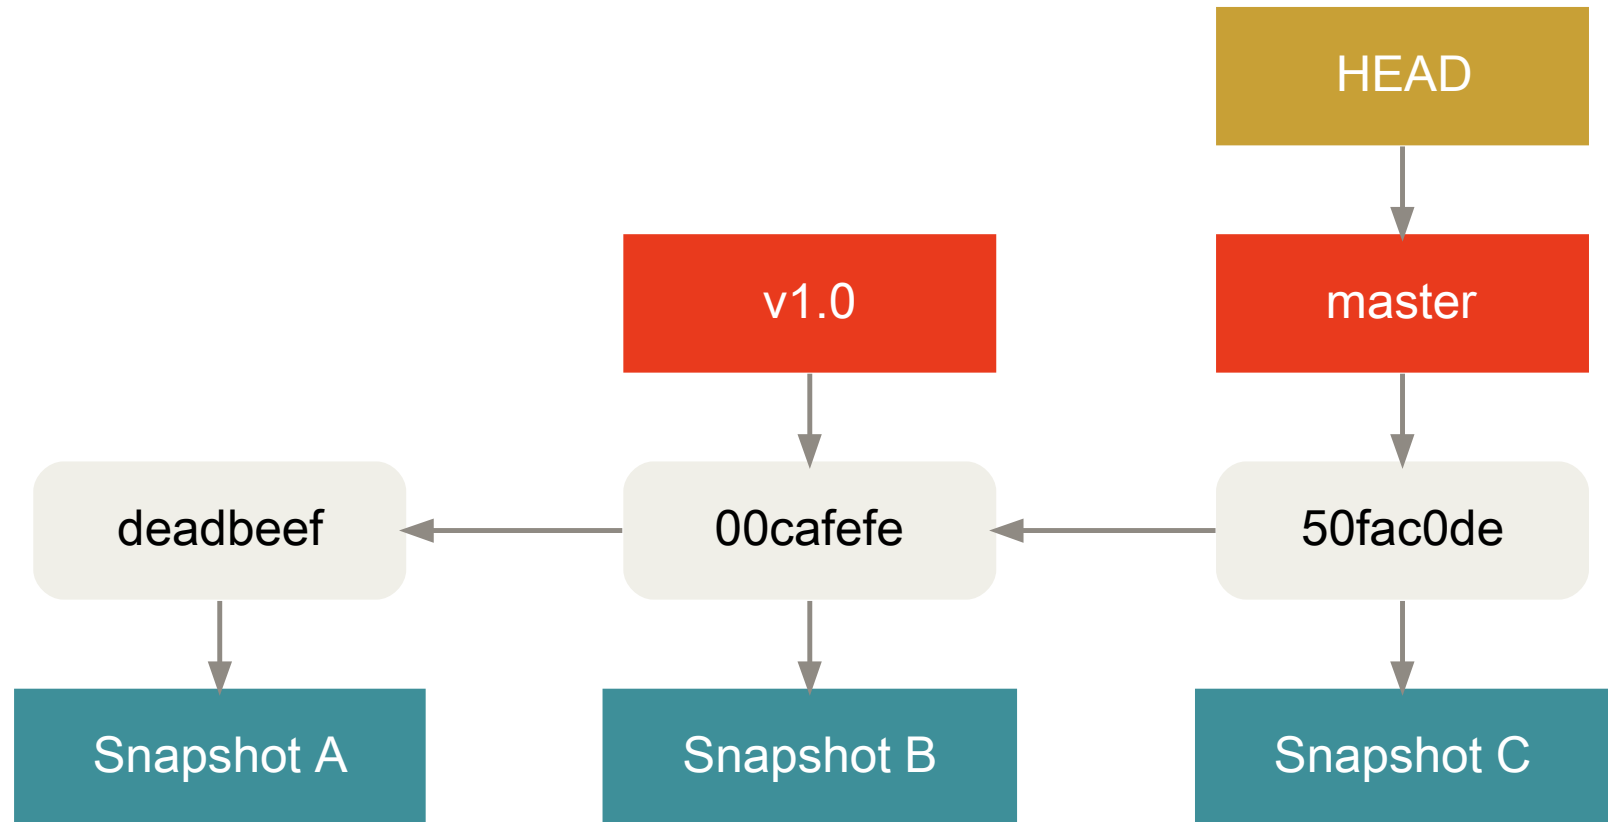 HEAD
v1.0
master
deadbeef
00cafefe
50fac0de
Snapshot A
Snapshot B
Snapshot C